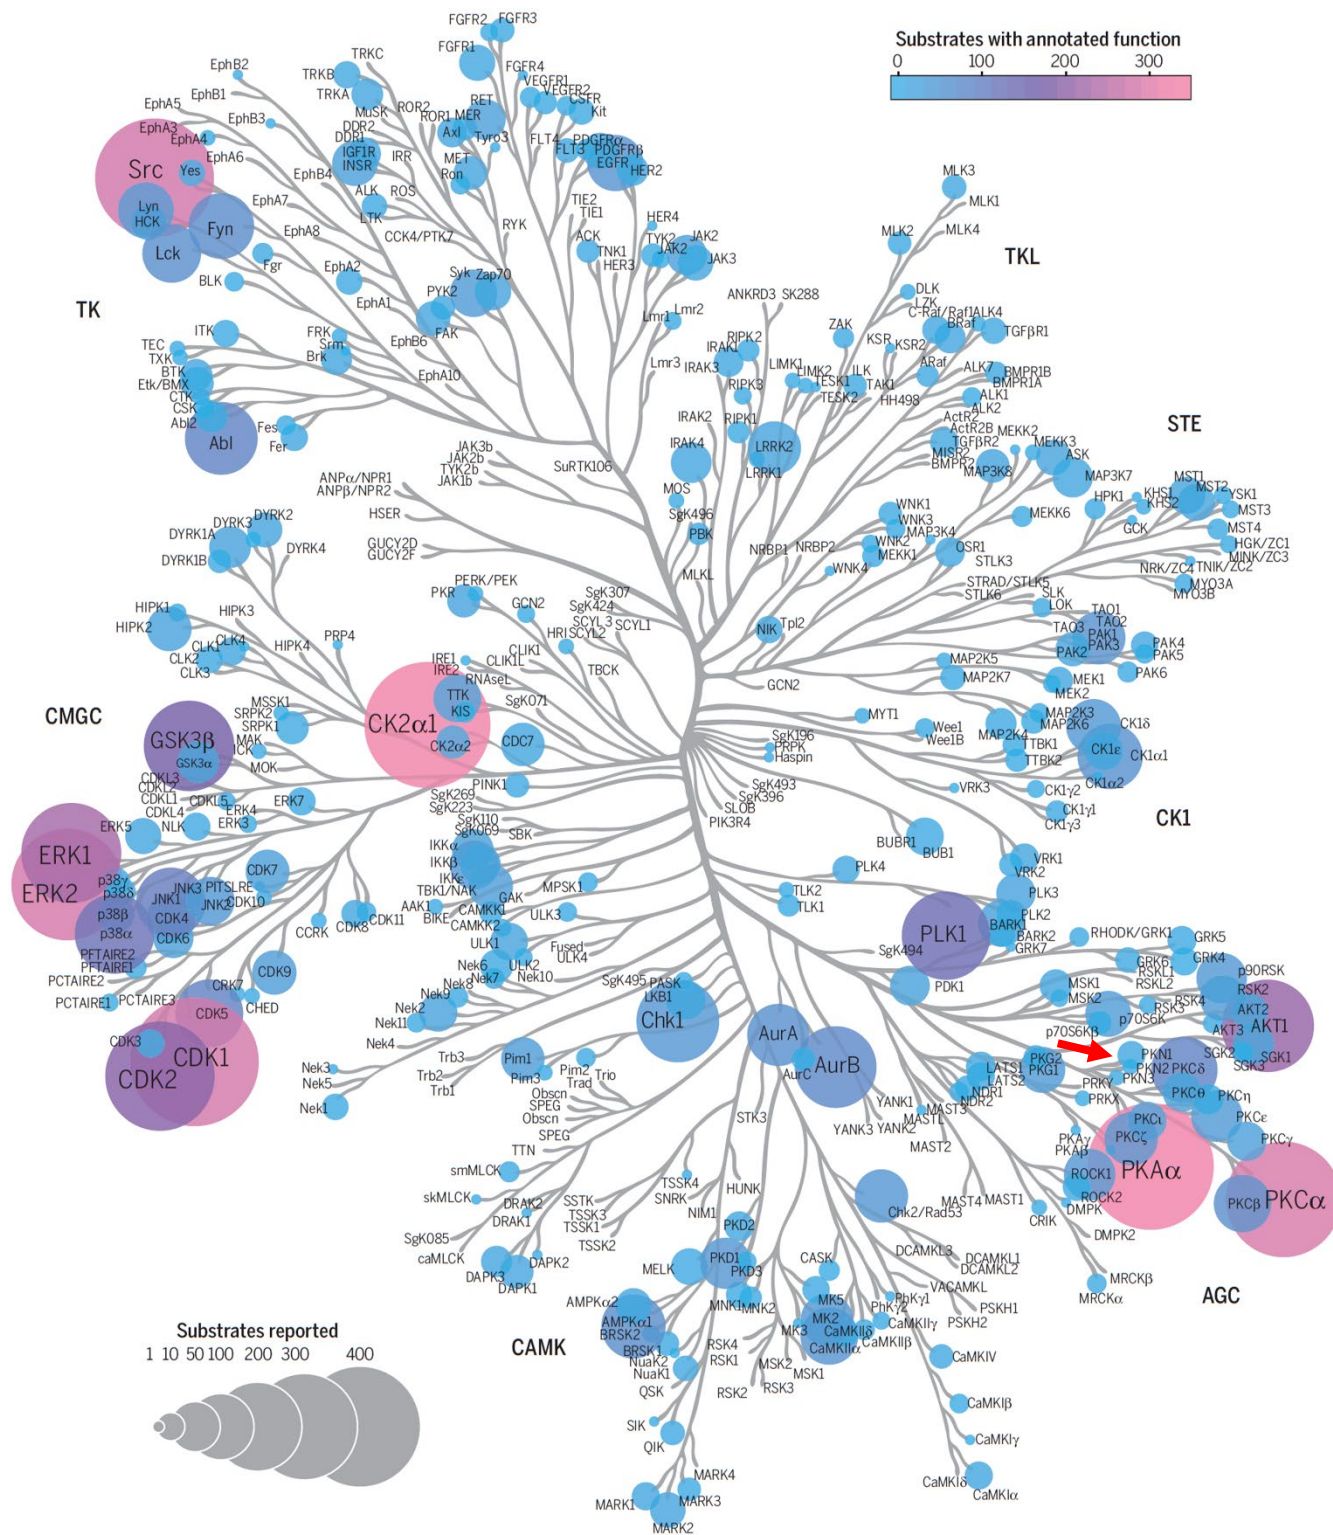 Substrates with annotated function
0 100 200 300
FGFR2
FGFR3
FGFR1
FGFR4
TRKC
TRKB
TRKA
MuSK
ROR2
ROR1
DDR2
DDR1
IGF1R
INSR
IRR
ALK
LTK
ROS
RET
MER
Axl
Tyro3
MET
Ron
RYK
CCK4/PTK7
VEGFR1
VEGFR2
CSFR
Kit
FLT4
FLT3
PDGFRα
PDGFRβ
EGFR
HER2
HER4
HER3
TIE2
TIE1
ACK
TNK1
TYK2
JAK2
JAK2
JAK3
Lmr1
Lmr2
Lmr3
EphB2
EphB1
EphA5
EphA3
EphA4
EphB3
EphA6
EphB4
EphA7
EphA8
EphA2
EphA1
EphB6
EphA10
Src
Yes
Lyn
HCK
Fyn
Lck
Fgr
BLK
Syk
Zap70
PYK2
FAK
TK
ITK
TEC
TXK
BTK
Etk/BMX
CTK
CSK
Abl2
Abl
FRK
Srm
Brk
Fes
Fer
JAK3b
JAK2b
TYK2b
JAK1b
SuRTK106
ANPα/NPR1
ANPβ/NPR2
HSER
GUCY2D
GUCY2F
TKL
MLK3
MLK1
MLK4
MLK2
DLK
LZK
ZAK
ANKRD3
SK288
RIPK2
IRAK1
IRAK3
RIPK3
IRAK2
RIPK1
IRAK4
LRRK2
LRRK1
LIMK1
LIMK2
TESK1
TESK2
ILK
TAK1
HH498
KSR
KSR2
C-Raf/Raf1
BRaf
ARaf
ALK4
TGFβR1
ALK7
BMPR1B
BMPR1A
ALK1
ALK2
ActR2
ActR2B
TGFβR2
MISR2
BMPR2
MOS
SgK496
PBK
MLKL
NRBP1
NRBP2
STE
MEKK2
MEKK3
ASK
MAP3K8
MAP3K7
MEKK6
WNK1
WNK3
MAP3K4
WNK2
MEKK1
WNK4
OSR1
STLK3
STRAD/STLK5
STLK6
HPK1
KHS1
KHS2
GCK
MST1
MST2
YSK1
MST3
MST4
HGK/ZC1
MINK/ZC3
TNIK/ZC2
NRK/ZC4
MYO3A
MYO3B
SLK
LOK
TAO1
TAO2
TAO3
PAK1
PAK3
PAK2
PAK4
PAK5
PAK6
MAP2K5
MAP2K7
MEK1
MEK2
MAP2K3
MAP2K6
MAP2K4
NIK
Tpl2
GCN2
CK1
MYT1
Wee1
Wee1B
TTBK1
TTBK2
CK1δ
CK1ε
CK1α1
CK1α2
CK1γ2
CK1γ1
CK1γ3
VRK3
VRK1
VRK2
SgK196
PRPK
Haspin
SgK493
SgK396
SLOB
PIK3R4
BUBR1
BUB1
PLK4
PLK3
PLK2
PLK1
TLK2
TLK1
CMGC
DYRK3
DYRK2
DYRK1A
DYRK4
DYRK1B
HIPK1
HIPK3
HIPK2
HIPK4
PRP4
CLK4
CLK1
CLK2
CLK3
PERK/PEK
PKR
GCN2
SgK307
SgK424
SCYL3
SCYL2
SCYL1
HRI
CLIK1
CLIK1L
TBCK
IRE1
IRE2
RNAseL
SgK071
TTK
KIS
CK2α1
CK2α2
CDC7
PINK1
MSSK1
SRPK2
SRPK1
MAK
ICK
MOK
GSK3β
GSK3α
CDKL3
CDKL2
CDKL1
CDKL5
CDKL4
ERK4
ERK3
ERK7
ERK5
NLK
ERK1
ERK2
p38γ
p38δ
p38β
p38α
JNK3
JNK1
JNK2
CDK4
CDK6
CDK7
PITSLRE
CDK10
CDK8
CDK11
CCRK
CDK9
CRK7
CHED
PFTAIRE2
PFTAIRE1
PCTAIRE2
PCTAIRE1
PCTAIRE3
CDK5
CDK3
CDK1
CDK2
SgK269
SgK223
SgK110
SgK069
SBK
IKKα
IKKβ
IKKε
TBK1/NAK
GAK
MPSK1
AAK1
BIKE
CAMKK1
CAMKK2
ULK3
ULK1
ULK2
Fused
ULK4
Nek6
Nek7
Nek10
Nek8
Nek9
Nek2
Nek11
Nek4
Nek3
Nek5
Nek1
SgK495
PASK
LKB1
Chk1
Trb3
Trb2
Trb1
Pim1
Pim2
Pim3
Trio
Trad
Obscn
SPEG
Obscn
SPEG
TTN
smMLCK
skMLCK
SgK085
caMLCK
DRAK2
DRAK1
DAPK3
DAPK2
DAPK1
SSTK
TSSK3
TSSK1
TSSK2
TSSK4
SNRK
NIM1
HUNK
STK3
AurA
AurB
AurC
CAMK
PKD2
PKD1
PKD3
MELK
MNK1
MNK2
AMPKα2
AMPKα1
BRSK2
BRSK1
NuaK2
NuaK1
QSK
SIK
QIK
MARK4
MARK1
MARK3
MARK2
RSK4
RSK1
RSK2
RSK3
MSK2
MSK1
CASK
MK5
MK2
MK3
CaMKIIδ
CaMKIIα
CaMKIIβ
CaMKIIγ
PhKγ1
PhKγ2
Chk2/Rad53
DCAMKL3
DCAMKL1
DCAMKL2
VACAMKL
PSKH1
PSKH2
CaMKIV
CaMKIβ
CaMKIγ
CaMKIδ
CaMKIα
AGC
SgK494
PDK1
BARK1
BARK2
GRK7
RHODK/GRK1
GRK5
GRK6
GRK4
RSKL1
RSKL2
p90RSK
RSK2
RSK4
RSK3
MSK1
MSK2
p70S6K
p70S6Kβ
AKT2
AKT1
AKT3
SGK2
SGK1
SGK3
PKG2
PKG1
PKN1
PKN2
PKN3
PRKY
PRKX
PKCδ
PKCθ
PKCη
PKCε
PKCι
PKCζ
PKCγ
PKCα
PKCβ
PKAγ
PKAβ
PKAα
LATS1
LATS2
NDR1
NDR2
YANK1
YANK2
YANK3
MAST3
MASTL
MAST2
MAST4
MAST1
ROCK1
ROCK2
DMPK
CRIK
DMPK2
MRCKβ
MRCKα
Substrates reported
1 10 50 100 200 300 400